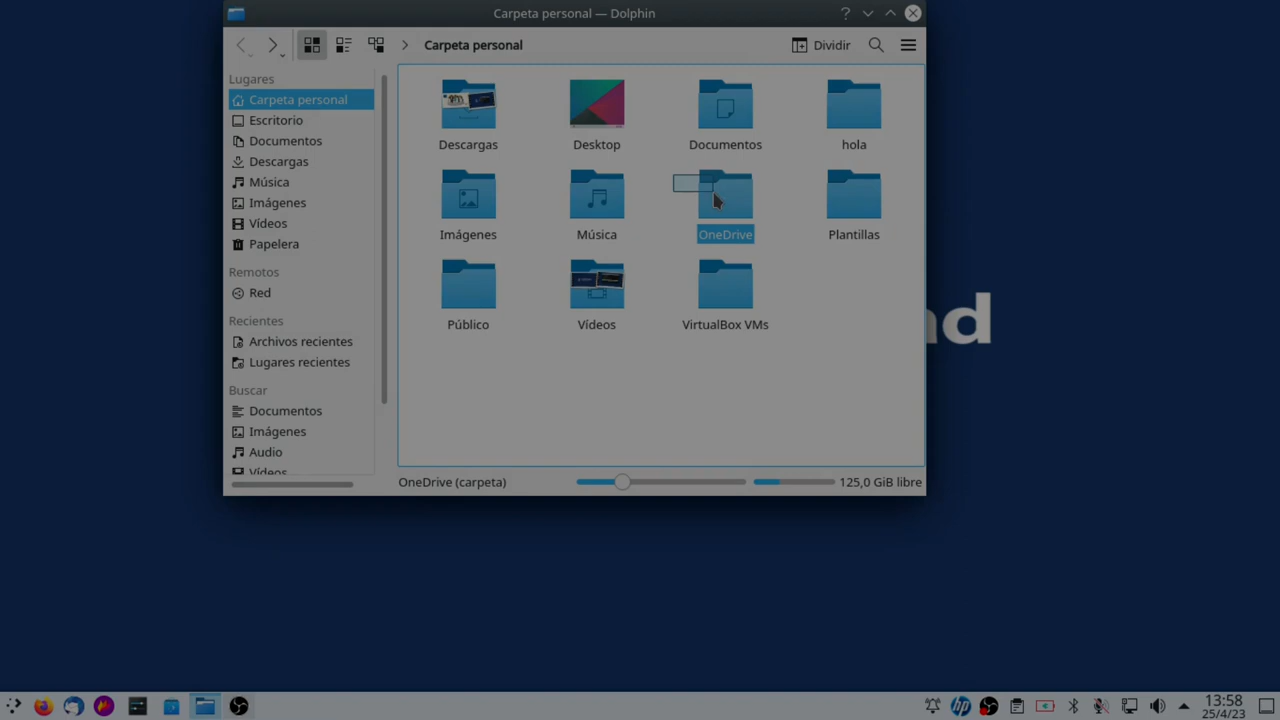 Carpeta personal — Dolphin
Carpeta personal
Dividir
Lugares
Carpeta personal
Escritorio
Documentos
Descargas
Música
Imágenes
Vídeos
Papelera
Remotos
Red
Recientes
Archivos recientes
Lugares recientes
Buscar
Documentos
Imágenes
Audio
Vídeos
Descargas
Desktop
Documentos
hola
Imágenes
Música
OneDrive
Plantillas
Público
Vídeos
VirtualBox VMs
OneDrive (carpeta)
125,0 GiB libre
nd
13:58
25/4/23